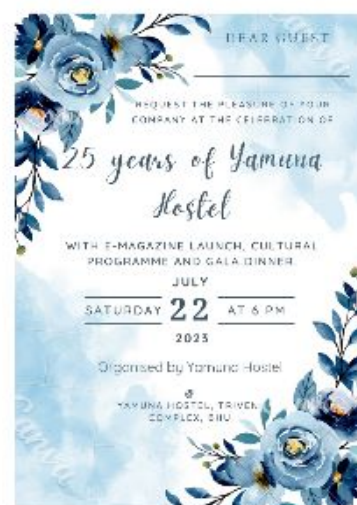 DEAR GUEST
REQUEST THE PLEASURE OF YOUR
COMPANY AT THE CELEBRATION OF
25 years of Yamuna
Hostel
WITH E-MAGAZINE LAUNCH, CULTURAL
PROGRAMME AND GALA DINNER
JULY
SATURDAY 22 AT 6 PM
2023
Organised by Yamuna Hostel
@
YAMUNA HOSTEL, TRIVENI
COMPLEX, BHU
Canva